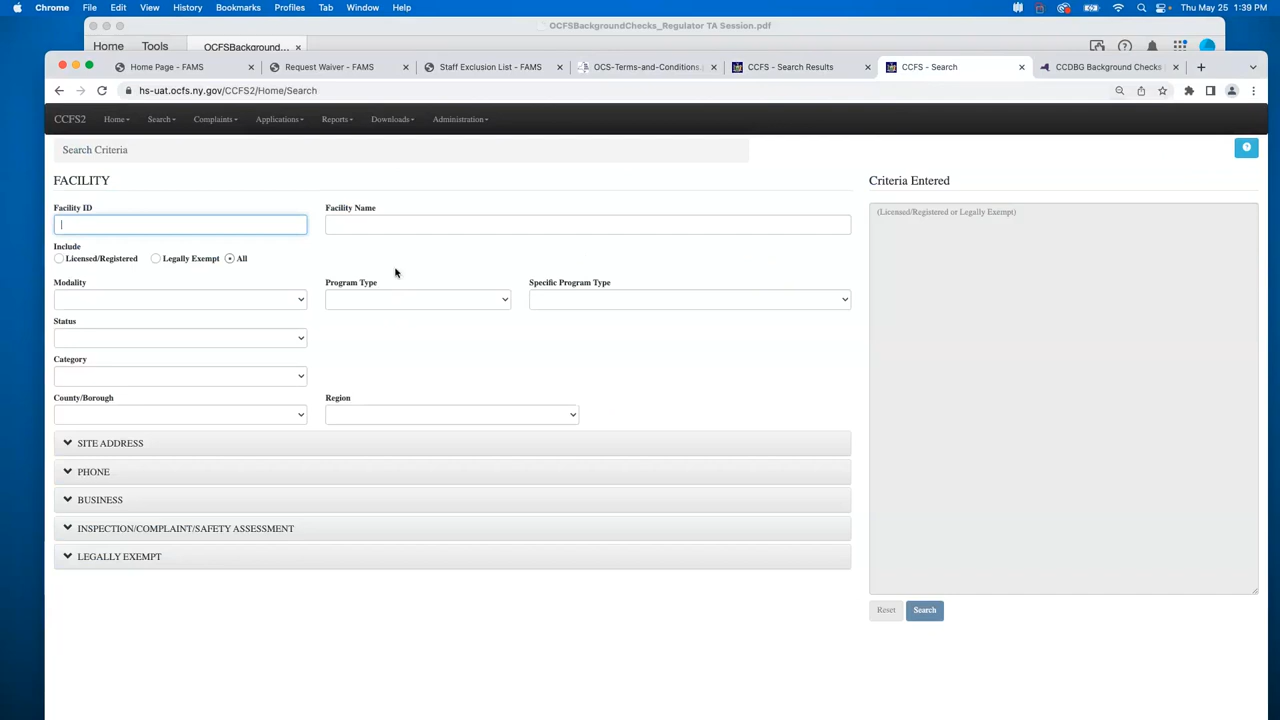 Chrome File Edit View History Bookmarks Profiles Tab Window Help Thu May 25 1:39 PM
OCFSBackgroundChecks_Regulator TA Session.pdf
Home Tools OCFSBackground... ×
Home Page - FAMS × Request Waiver - FAMS × Staff Exclusion List - FAMS × OCS-Terms-and-Conditions. × CCFS - Search Results × CCFS - Search × CCDBG Background Checks ×
hs-uat.ocfs.ny.gov/CCFS2/Home/Search
CCFS2 Home Search Complaints Applications Reports Downloads Administration
Search Criteria
?
FACILITY
Criteria Entered
Facility ID Facility Name
(Licensed/Registered or Legally Exempt)
Include
Licensed/Registered Legally Exempt All
Modality Program Type Specific Program Type
Status
Category
County/Borough Region
SITE ADDRESS
PHONE
BUSINESS
INSPECTION/COMPLAINT/SAFETY ASSESSMENT
LEGALLY EXEMPT
Reset Search